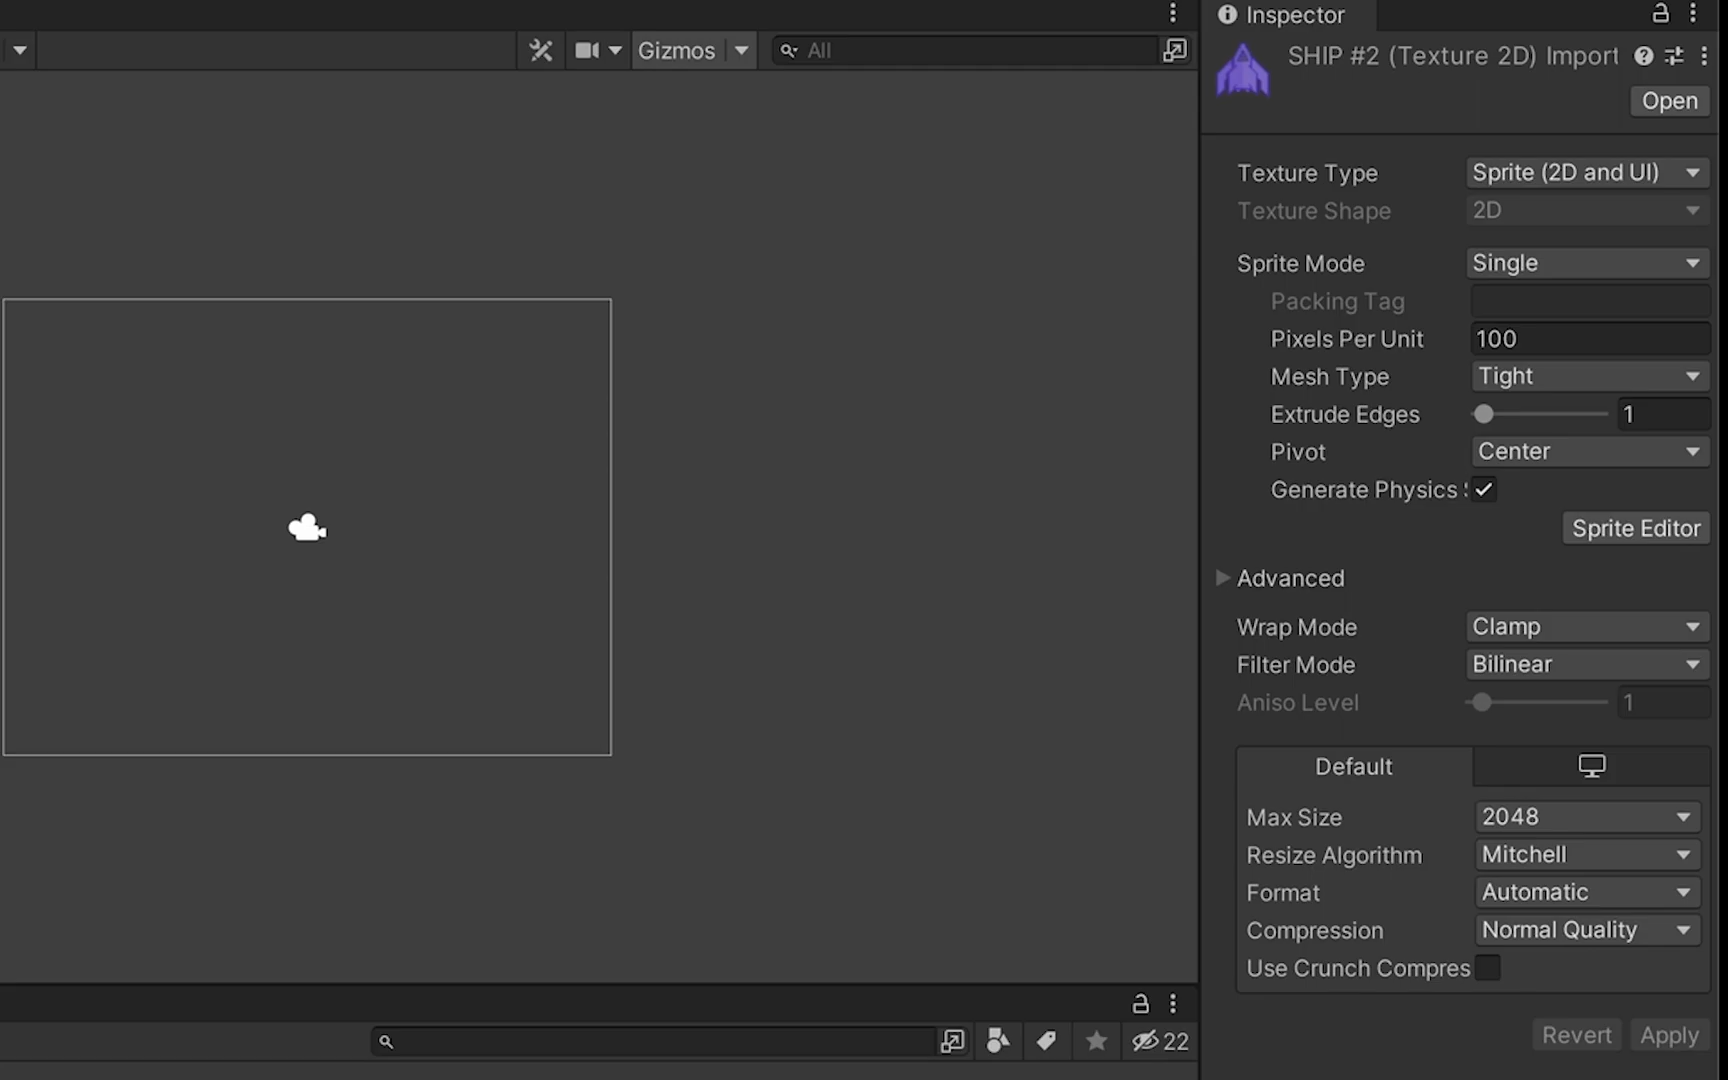 Gizmos
All
Inspector
SHIP #2 (Texture 2D) Import
Open
Texture Type Sprite (2D and UI)
Texture Shape 2D
Sprite Mode Single
Packing Tag
Pixels Per Unit 100
Mesh Type Tight
Extrude Edges 1
Pivot Center
Generate Physics
Sprite Editor
Advanced
Wrap Mode Clamp
Filter Mode Bilinear
Aniso Level 1
Default
Max Size 2048
Resize Algorithm Mitchell
Format Automatic
Compression Normal Quality
Use Crunch Compres
22
Revert Apply